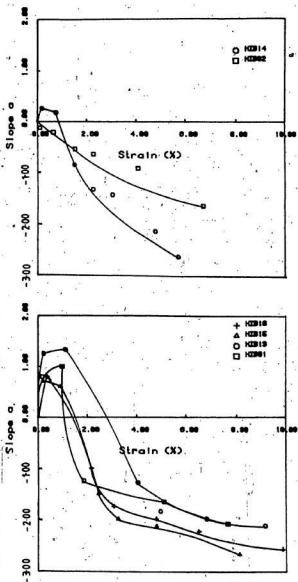 2.00
1.00
0.00
-100
-200
-300
Slope a
HIB14
HIB02
2.00 4.00 6.00 8.00 10.00
Strain (%)
2.00
1.00
-100
-200
-300
Slope a
HIB16
HIB15
HIB13
HIB01
0.00 2.00 4.00 6.00 8.00 10.00
Strain (%)